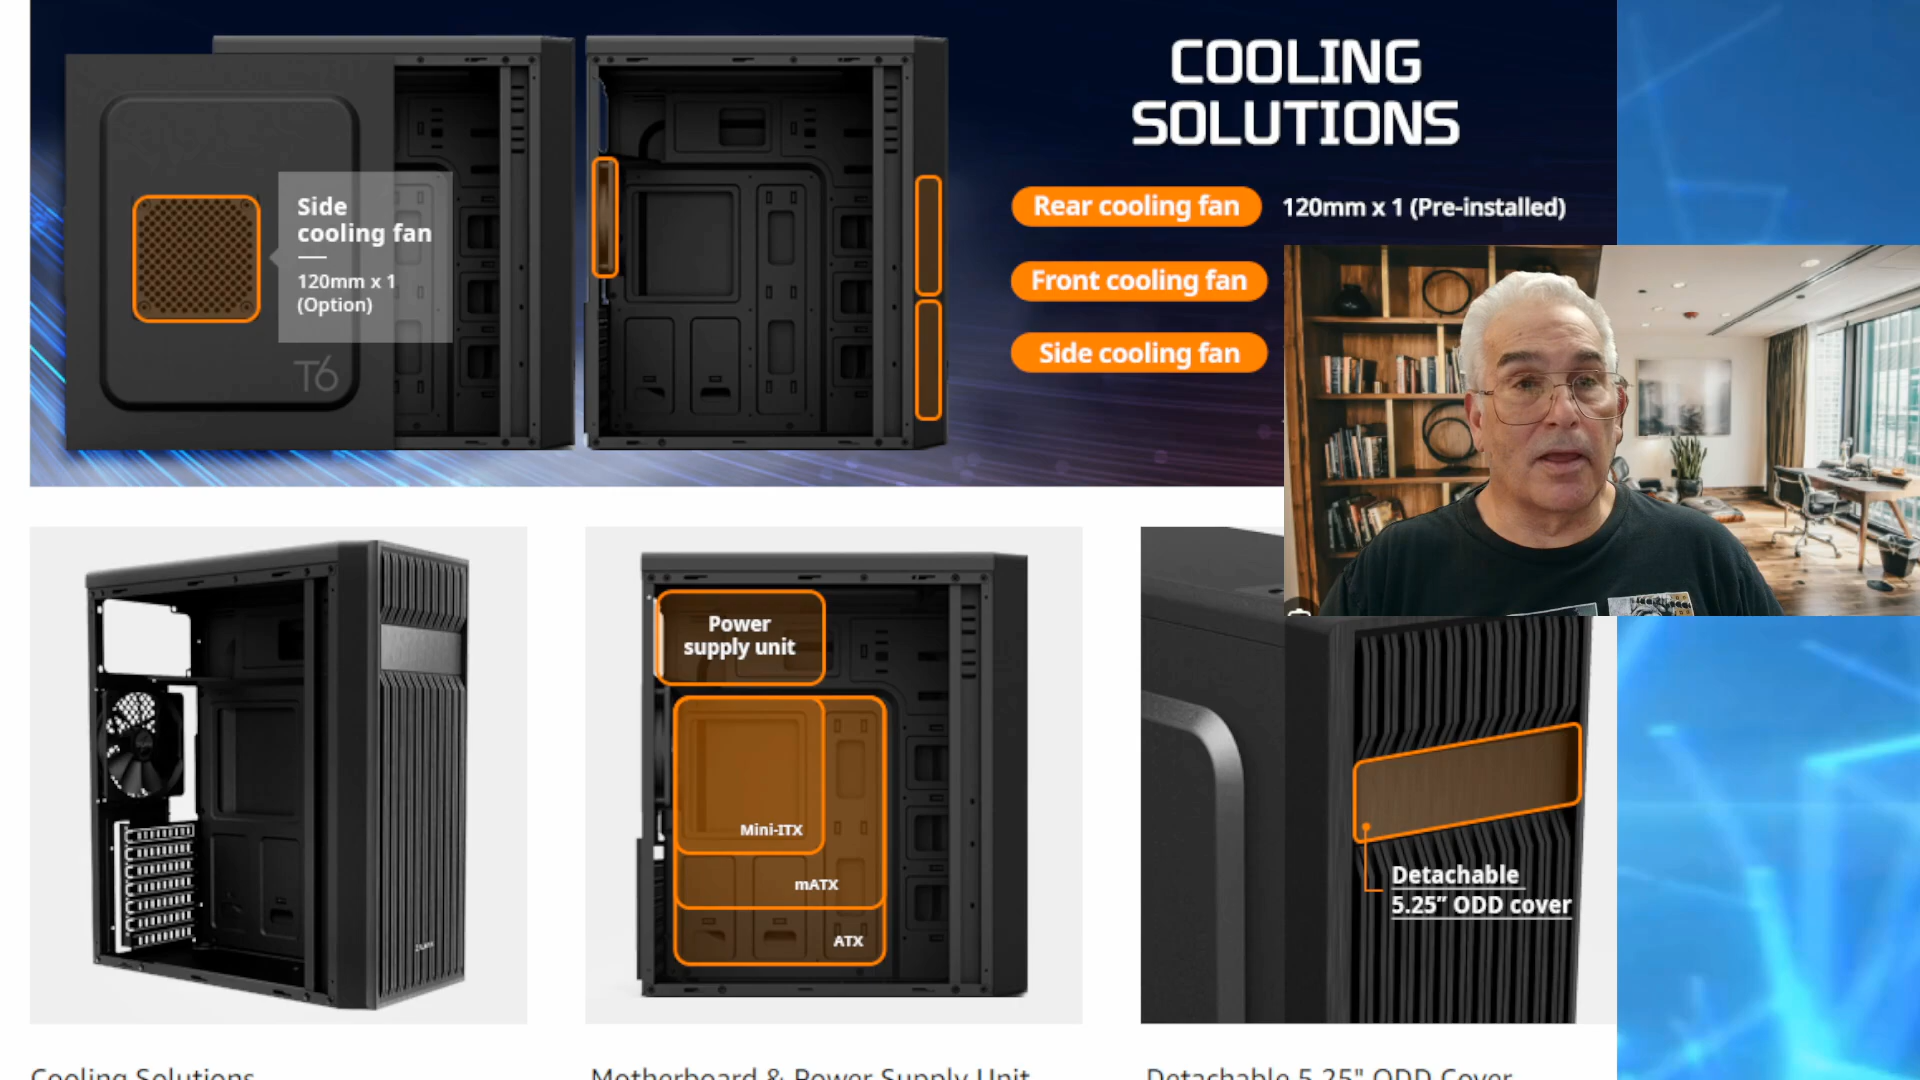 COOLING
SOLUTIONS
Rear cooling fan 120mm x 1 (Pre-installed)
Front cooling fan
Side cooling fan
Side
cooling fan
120mm x 1
(Option)
T6
Power
supply unit
Mini-ITX
mATX
ATX
Detachable
5.25” ODD cover
Cooling Solutions
Motherboard & Power Supply Unit
Detachable 5.25" ODD Cover